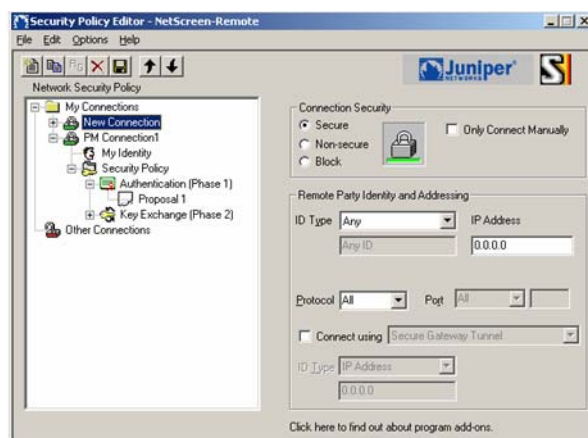 Security Policy Editor - NetScreen-Remote
File Edit Options Help
Juniper
NETWORKS
Network Security Policy
My Connections
New Connection
PM Connection1
My Identity
Security Policy
Authentication (Phase 1)
Proposal 1
Key Exchange (Phase 2)
Other Connections
Connection Security
Secure
Non-secure
Block
Only Connect Manually
Remote Party Identity and Addressing
ID Type Any IP Address
Any ID 0.0.0.0
Protocol All Port All
Connect using Secure Gateway Tunnel
ID Type IP Address
0.0.0.0
Click here to find out about program add-ons.